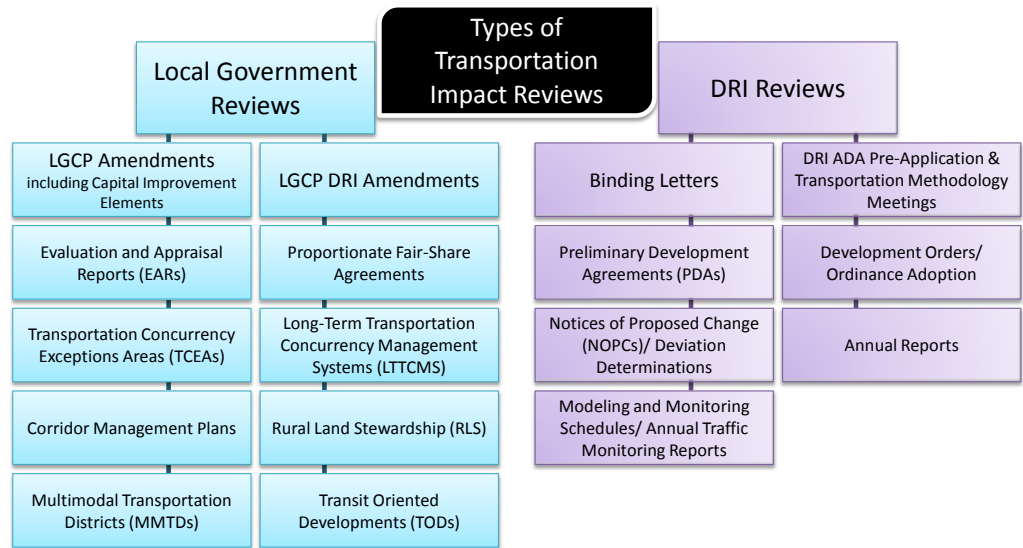 Types of
Transportation
Impact Reviews
Local Government
Reviews
LGCP Amendments
including Capital Improvement
Elements
Evaluation and Appraisal
Reports (EARs)
Transportation Concurrency
Exceptions Areas (TCEAs)
Corridor Management Plans
Multimodal Transportation
Districts (MMTDs)
LGCP DRI Amendments
Proportionate Fair-Share
Agreements
Long-Term Transportation
Concurrency Management
Systems (LTTCMS)
Rural Land Stewardship (RLS)
Transit Oriented
Developments (TODs)
DRI Reviews
Binding Letters
Preliminary Development
Agreements (PDAs)
Notices of Proposed Change
(NOPCs)/ Deviation
Determinations
Modeling and Monitoring
Schedules/ Annual Traffic
Monitoring Reports
DRI ADA Pre-Application &
Transportation Methodology
Meetings
Development Orders/
Ordinance Adoption
Annual Reports